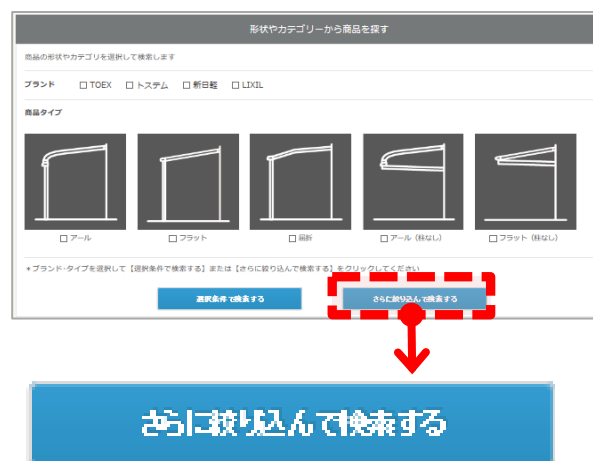 形状やカテゴリーから商品を探す
商品の形状やカテゴリを選択して検索します
ブランド □ TOEX □ トステム □ 新日軽 □ LIXIL
商品タイプ
□ アール □ フラット □ 屈折 □ アール（柱なし） □ フラット（柱なし）
*ブランド・タイプを選択して【選択条件で検索する】または【さらに絞り込んで検索する】をクリックしてください
選択条件で検索する さらに絞り込んで検索する
さらに絞り込んで検索する